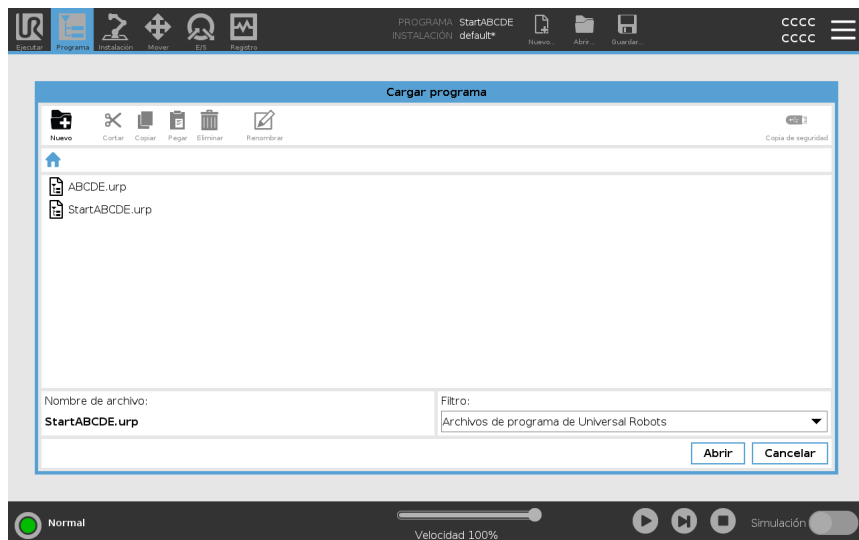 UR
PROGRAMA StartABCDE
INSTALACIÓN default*
CCCC
CCCC
Ejecutar Programa Instalación Mover E/S Registro Nuevo... Abrir... Guardar...
Cargar programa
Nuevo Cortar Copiar Pegar Eliminar Renombrar Copia de seguridad
ABCDE.urp
StartABCDE.urp
Nombre de archivo: Filtro:
StartABCDE.urp Archivos de programa de Universal Robots
Abrir Cancelar
Normal Velocidad 100% Simulación